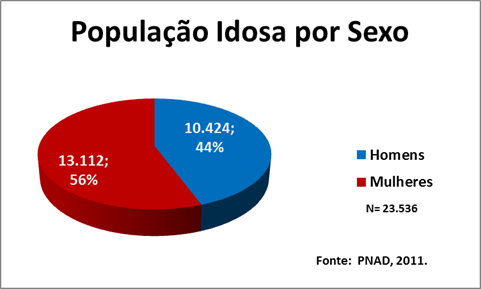 População Idosa por Sexo
10.424;
44%
13.112;
56%
Homens
Mulheres
N= 23.536
Fonte:  PNAD, 2011.